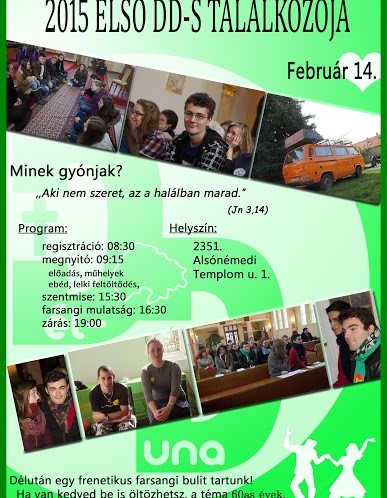 2015 ELSŐ DD-S TALÁLKOZÓJA
Február 14.
Minek gyónjak?
„Aki nem szeret, az a halálban marad."
(Jn 3,14)
Program:
regisztráció: 08:30
megnyitó: 09:15
előadás, műhelyek
ebéd, lelki feltöltődés,
szentmise: 15:30
farsangi mulatság: 16:30
zárás: 19:00
Helyszín:
2351.
Alsónémedi
Templom u. 1.
una
Délután egy frenetikus farsangi bulit tartunk!
Ha van kedved be is öltözhetsz, a téma 60as évek.